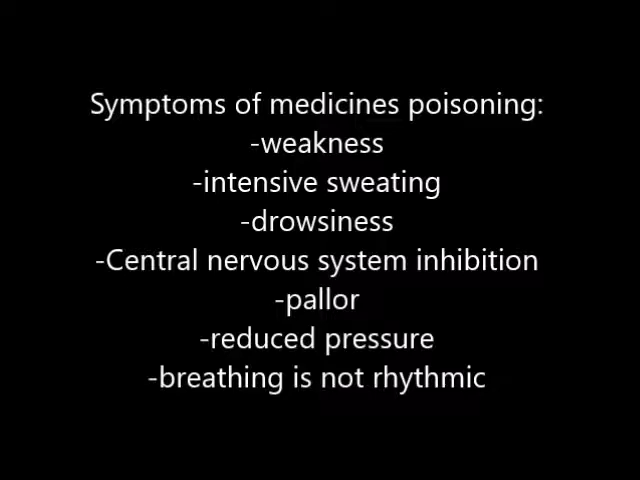 Symptoms of medicines poisoning:
-weakness
-intensive sweating
-drowsiness
-Central nervous system inhibition
-pallor
-reduced pressure
-breathing is not rhythmic